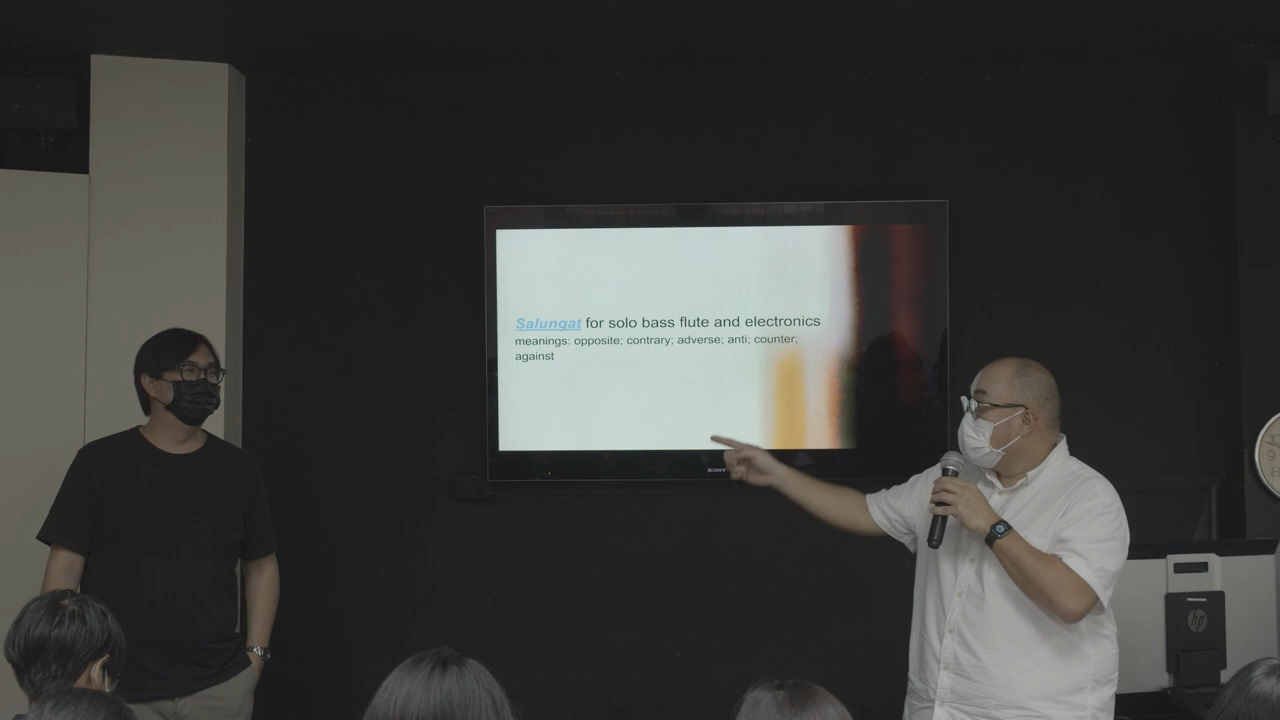 Salungat for solo bass flute and electronics
meanings: opposite; contrary; adverse; anti; counter;
against
SONY
hp